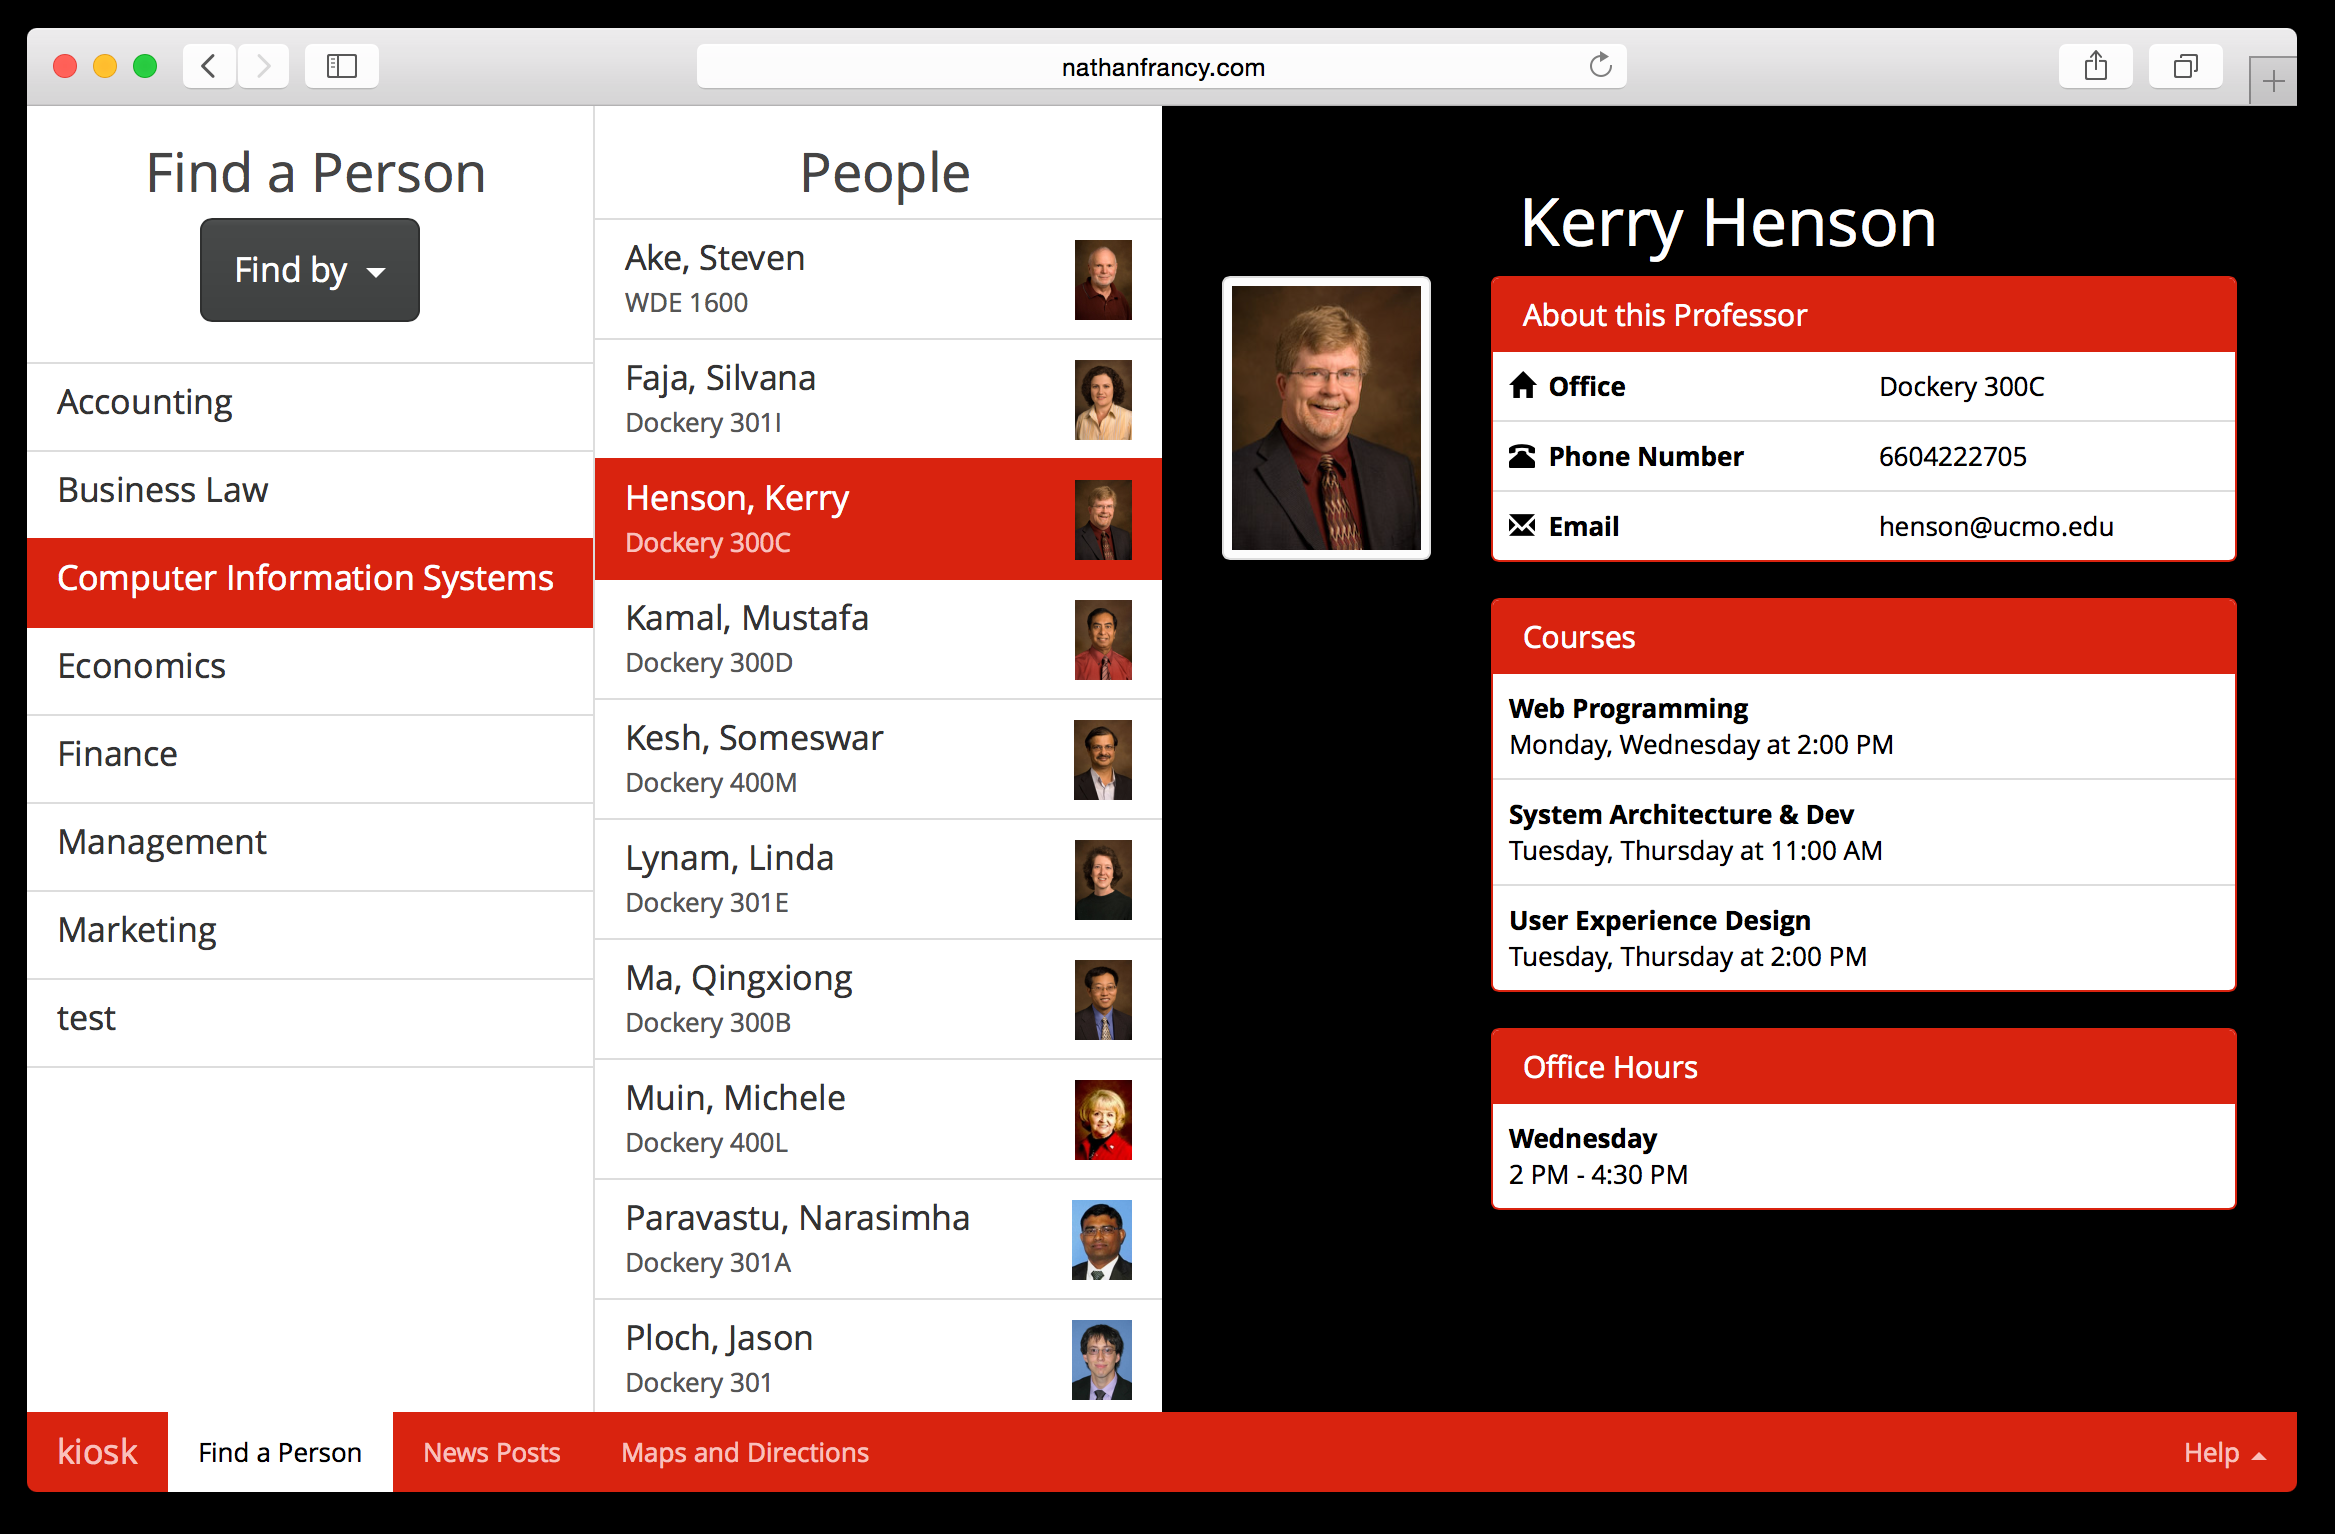 nathanfrancy.com
Find a Person
Find by
Accounting
Business Law
Computer Information Systems
Economics
Finance
Management
Marketing
test
People
Ake, Steven
WDE 1600
Faja, Silvana
Dockery 301I
Henson, Kerry
Dockery 300C
Kamal, Mustafa
Dockery 300D
Kesh, Someswar
Dockery 400M
Lynam, Linda
Dockery 301E
Ma, Qingxiong
Dockery 300B
Muin, Michele
Dockery 400L
Paravastu, Narasimha
Dockery 301A
Ploch, Jason
Dockery 301
Kerry Henson
About this Professor
Office Dockery 300C
Phone Number 6604222705
Email henson@ucmo.edu
Courses
Web Programming
Monday, Wednesday at 2:00 PM
System Architecture & Dev
Tuesday, Thursday at 11:00 AM
User Experience Design
Tuesday, Thursday at 2:00 PM
Office Hours
Wednesday
2 PM - 4:30 PM
kiosk Find a Person News Posts Maps and Directions Help